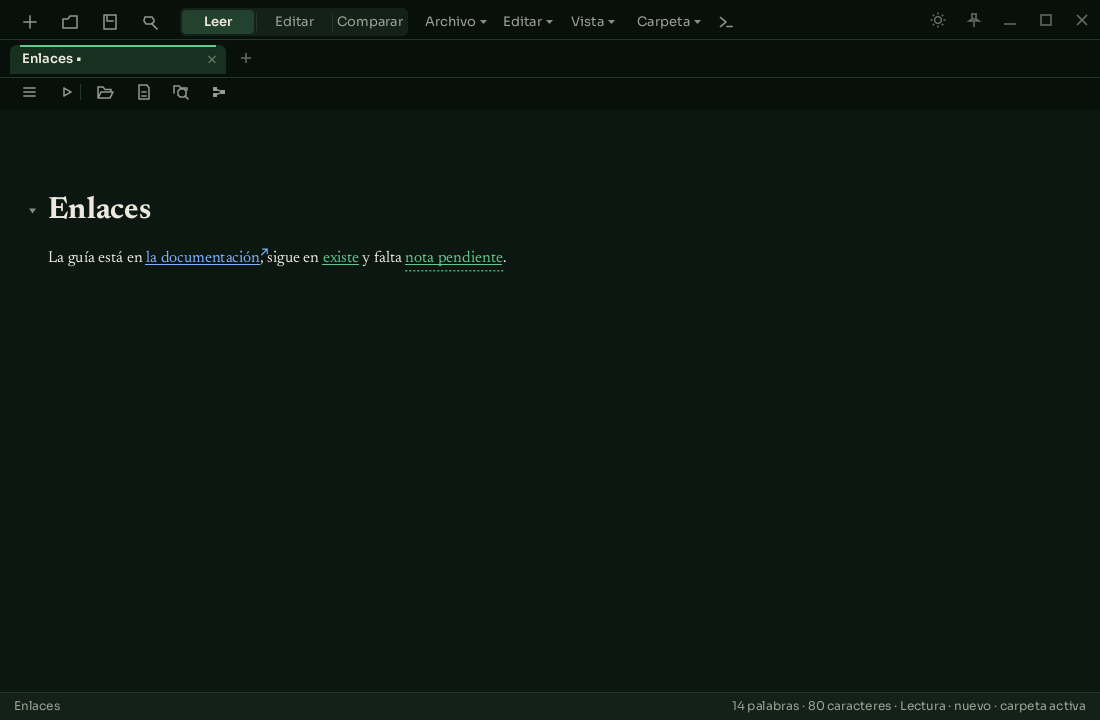 Leer Editar Comparar Archivo Editar Vista Carpeta
Enlaces •
Enlaces
La guía está en la documentación, sigue en existe y falta nota pendiente.
Enlaces 14 palabras · 80 caracteres · Lectura · nuevo · carpeta activa